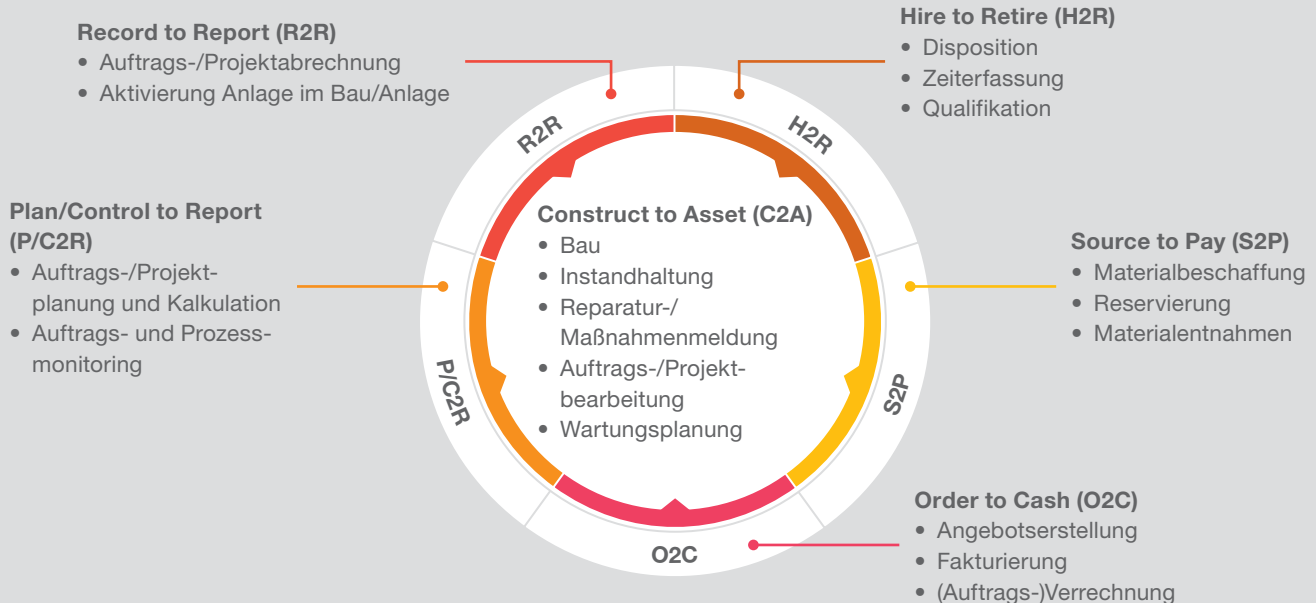 Record to Report (R2R)
• Auftrags-/Projektabrechnung
• Aktivierung Anlage im Bau/Anlage
Hire to Retire (H2R)
• Disposition
• Zeiterfassung
• Qualifikation
R2R
H2R
Plan/Control to Report
(P/C2R)
• Auftrags-/Projekt-
planung und Kalkulation
• Auftrags- und Prozess-
monitoring
Construct to Asset (C2A)
• Bau
• Instandhaltung
• Reparatur-/
Maßnahmenmeldung
• Auftrags-/Projekt-
bearbeitung
• Wartungsplanung
Source to Pay (S2P)
• Materialbeschaffung
• Reservierung
• Materialentnahmen
P/C2R
S2P
O2C
Order to Cash (O2C)
• Angebotserstellung
• Fakturierung
• (Auftrags-)Verrechnung